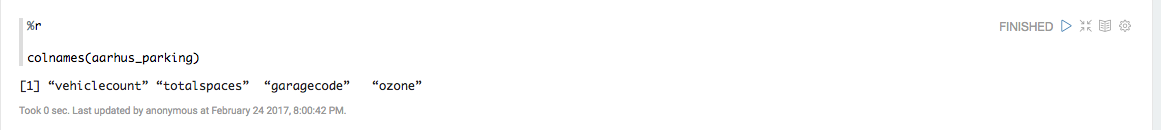 %r FINISHED
colnames(aarhus_parking)
[1] “vehiclecount” “totalspaces” “garagecode” “ozone”
Took 0 sec. Last updated by anonymous at February 24 2017, 8:00:42 PM.